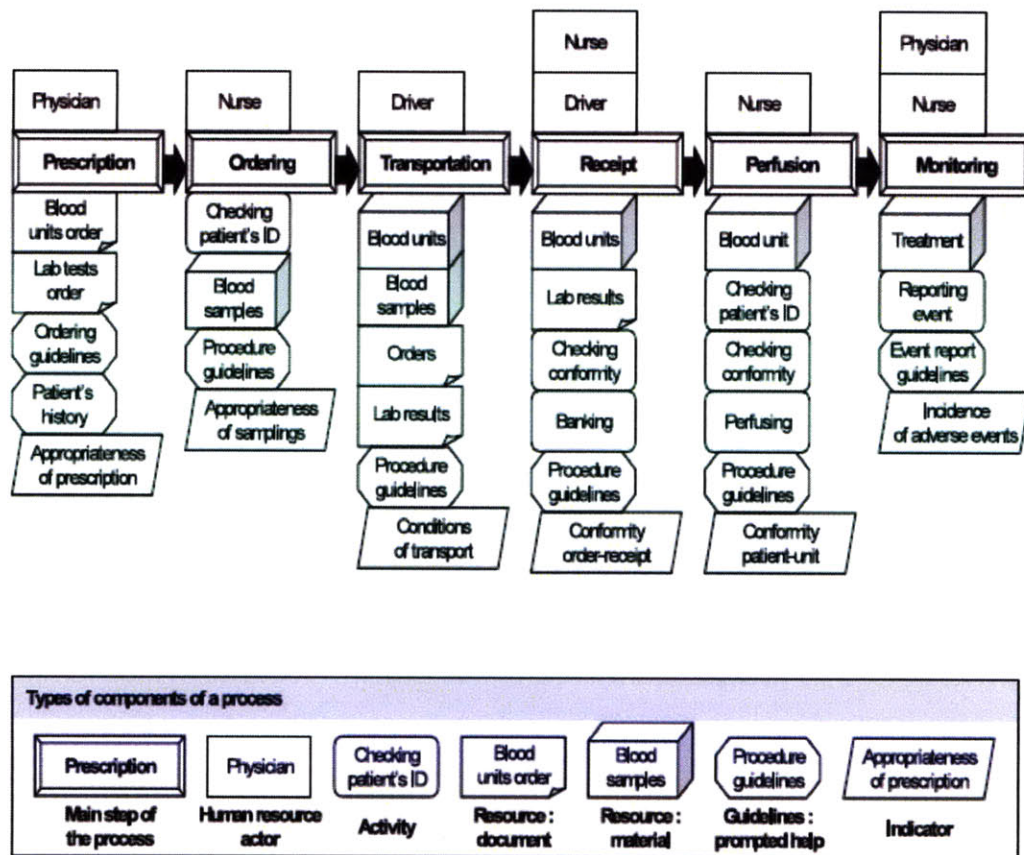 Nurse
Physician
Physician
Nurse
Driver
Driver
Nurse
Nurse
Prescription
Ordering
Transportation
Receipt
Perfusion
Monitoring
Blood
units order
Lab tests
order
Ordering
guidelines
Patient's
history
Appropriateness
of prescription
Checking
patient's ID
Blood
samples
Procedure
guidelines
Appropriateness
of samplings
Blood units
Blood
samples
Orders
Lab results
Procedure
guidelines
Conditions
of transport
Blood units
Lab results
Checking
conformity
Banking
Procedure
guidelines
Conformity
order-receipt
Blood unit
Checking
patient's ID
Checking
conformity
Perfusing
Procedure
guidelines
Conformity
patient-unit
Treatment
Reporting
event
Event report
guidelines
Incidence
of adverse events
Types of components of a process
Prescription
Main step of
the process
Physician
Human resource
actor
Checking
patient's ID
Activity
Blood
units order
Resource :
document
Blood
samples
Resource :
material
Procedure
guidelines
Guidelines :
prompted help
Appropriateness
of prescription
Indicator